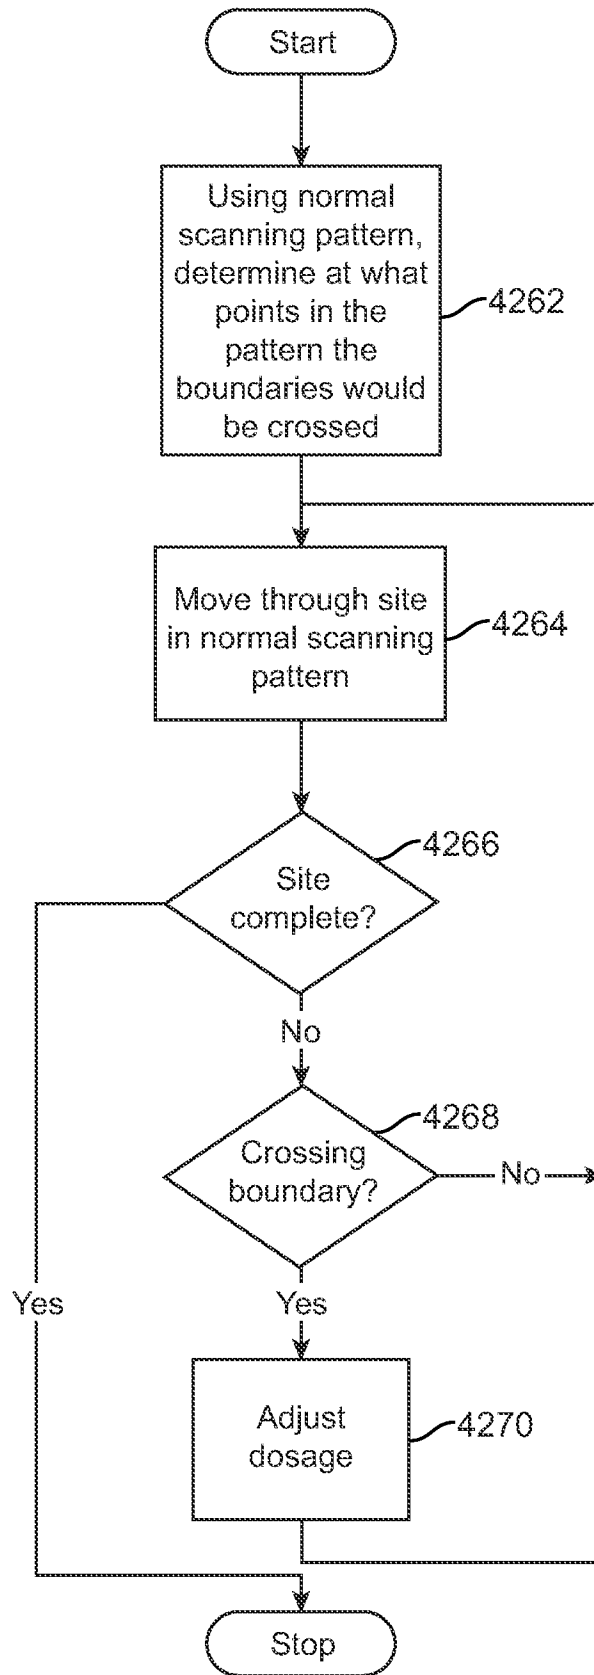 Start
Using normal
scanning pattern,
determine at what
points in the
pattern the
boundaries would
be crossed
4262
Move through site
in normal scanning
pattern
4264
4266
Site
complete?
No
4268
Crossing
boundary?
No
Yes
Yes
Adjust
dosage
4270
Stop